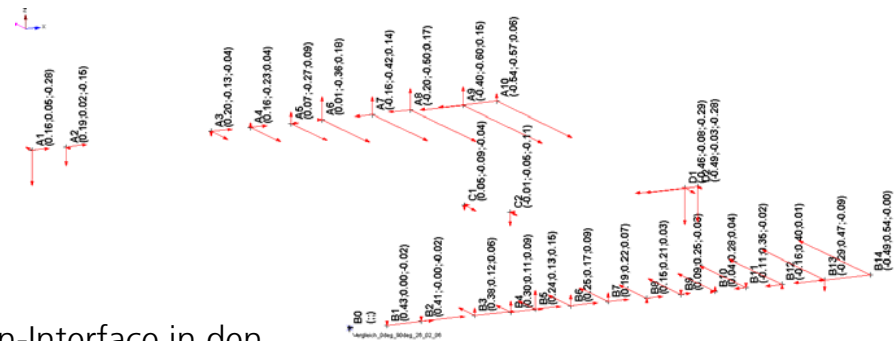 A1
(0.16;0.05;-0.28)
A2
(0.19;0.02;-0.15)
A3
(0.20;-0.13;-0.04)
A4
(0.16;-0.23;0.04)
A5
(0.07;-0.27;0.09)
A6
(0.01;-0.36;0.18)
A7
(-0.16;-0.42;0.14)
A8
(-0.20;-0.50;0.17)
A9
(-0.40;-0.60;0.15)
A10
(-0.54;-0.57;0.06)
C1
(0.05;-0.09;-0.04)
C2
(-0.01;-0.05;-0.11)
D1
(-0.46;-0.08;-0.29)
D2
(-0.49;-0.03;-0.28)
B0
(;;)
B1
(0.43;0.00;-0.02)
B2
(0.41;-0.00;-0.02)
B3
(0.38;0.12;0.06)
B4
(0.30;0.11;0.09)
B5
(0.24;0.13;0.15)
B6
(0.25;0.17;0.09)
B7
(0.19;0.22;0.07)
B8
(0.15;0.21;0.03)
B9
B10
(0.04;0.28;0.04)
B11
(-0.11;0.35;-0.02)
B12
(-0.16;0.40;0.01)
B13
(-0.29;0.47;-0.09)
B14
(-0.49;0.54;-0.00)
n-Interface in den